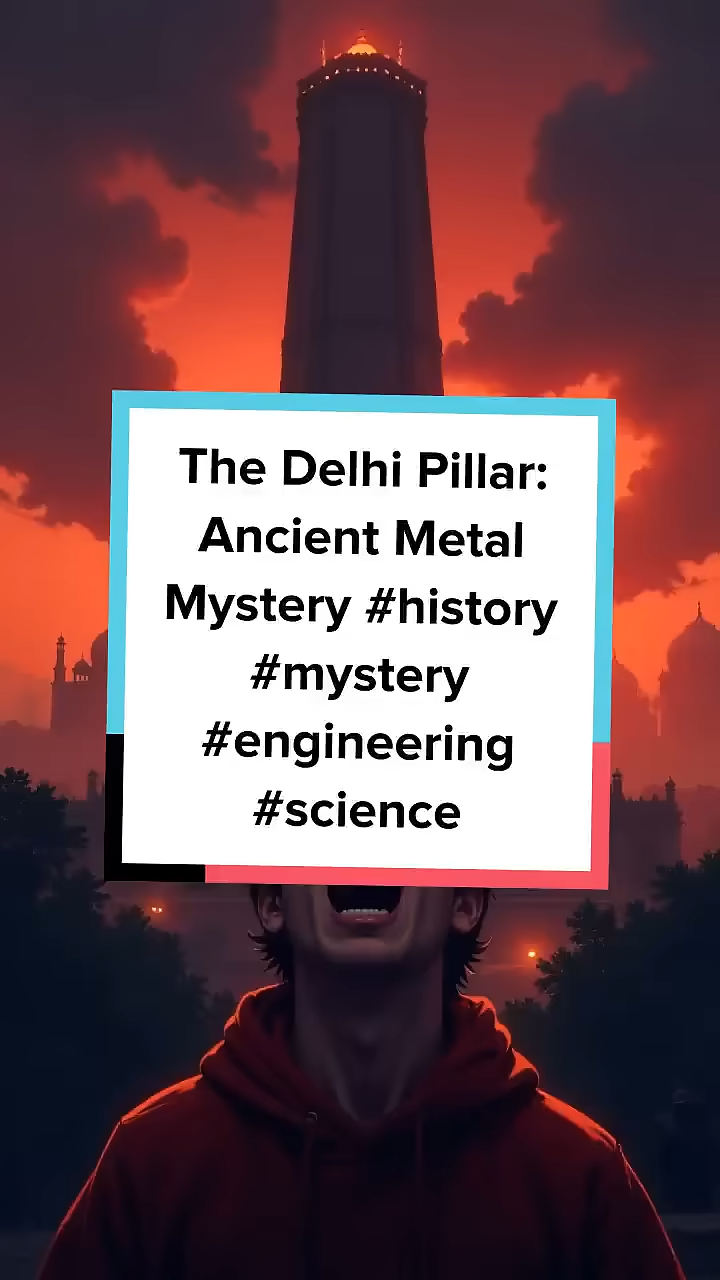 The Delhi Pillar:
Ancient Metal
Mystery #history
#mystery
#engineering
#science